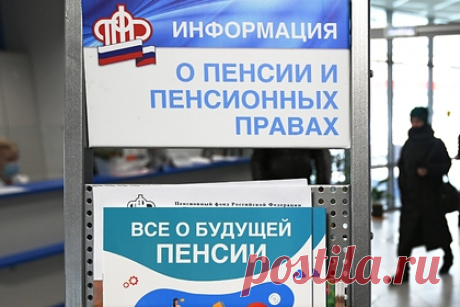 ИНФОРМАЦИЯ
О ПЕНСИИ И
ПЕНСИОННЫХ
ПРАВАХ
Пенсионный фонд Российской Федерации
ВСЕ О БУДУЩЕЙ
ПЕНСИИ
postila.ru